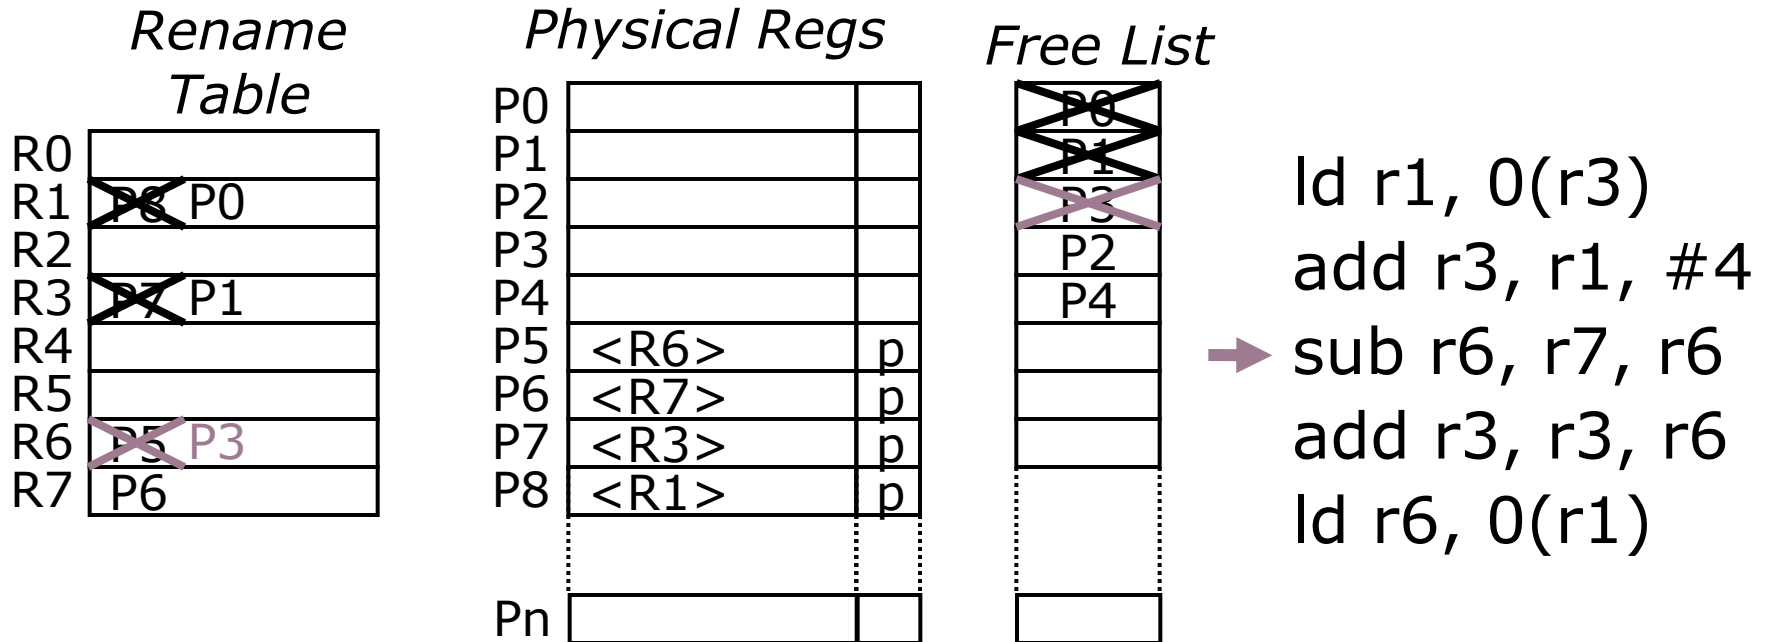 Rename
Table
R0
R1 P8 P0
R2
R3 P7 P1
R4
R5
R6 P5 P3
R7 P6
Physical Regs
P0
P1
P2
P3
P4
P5 <R6> p
P6 <R7> p
P7 <R3> p
P8 <R1> p
Pn
Free List
P0
P1
P3
P2
P4
ld r1, 0(r3)
add r3, r1, #4
sub r6, r7, r6
add r3, r3, r6
ld r6, 0(r1)